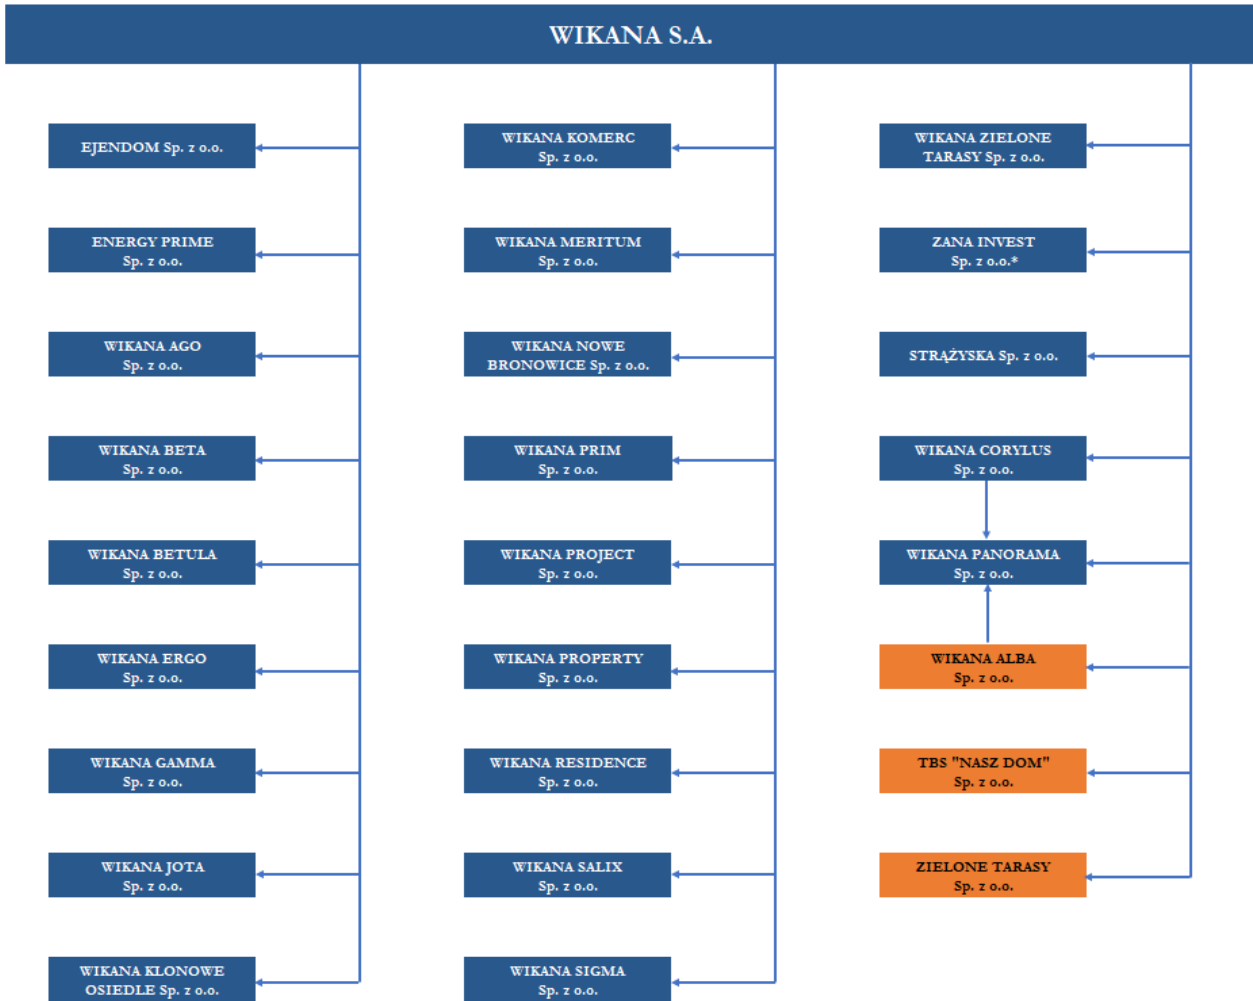 WIKANA S.A.
EJENDOM Sp. z o.o.
ENERGY PRIME
Sp. z o.o.
WIKANA AGO
Sp. z o.o.
WIKANA BETA
Sp. z o.o.
WIKANA BETULA
Sp. z o.o.
WIKANA ERGO
Sp. z o.o.
WIKANA GAMMA
Sp. z o.o.
WIKANA JOTA
Sp. z o.o.
WIKANA KLONOWE
OSIEDLE Sp. z o.o.
WIKANA KOMERC
Sp. z o.o.
WIKANA MERITUM
Sp. z o.o.
WIKANA NOWE
BRONOWICE Sp. z o.o.
WIKANA PRIM
Sp. z o.o.
WIKANA PROJECT
Sp. z o.o.
WIKANA PROPERTY
Sp. z o.o.
WIKANA RESIDENCE
Sp. z o.o.
WIKANA SALIX
Sp. z o.o.
WIKANA SIGMA
Sp. z o.o.
WIKANA ZIELONE
TARASY Sp. z o.o.
ZANA INVEST
Sp. z o.o.*
STRĄŻYSKA Sp. z o.o.
WIKANA CORYLUS
Sp. z o.o.
WIKANA PANORAMA
Sp. z o.o.
WIKANA ALBA
Sp. z o.o.
TBS "NASZ DOM"
Sp. z o.o.
ZIELONE TARASY
Sp. z o.o.